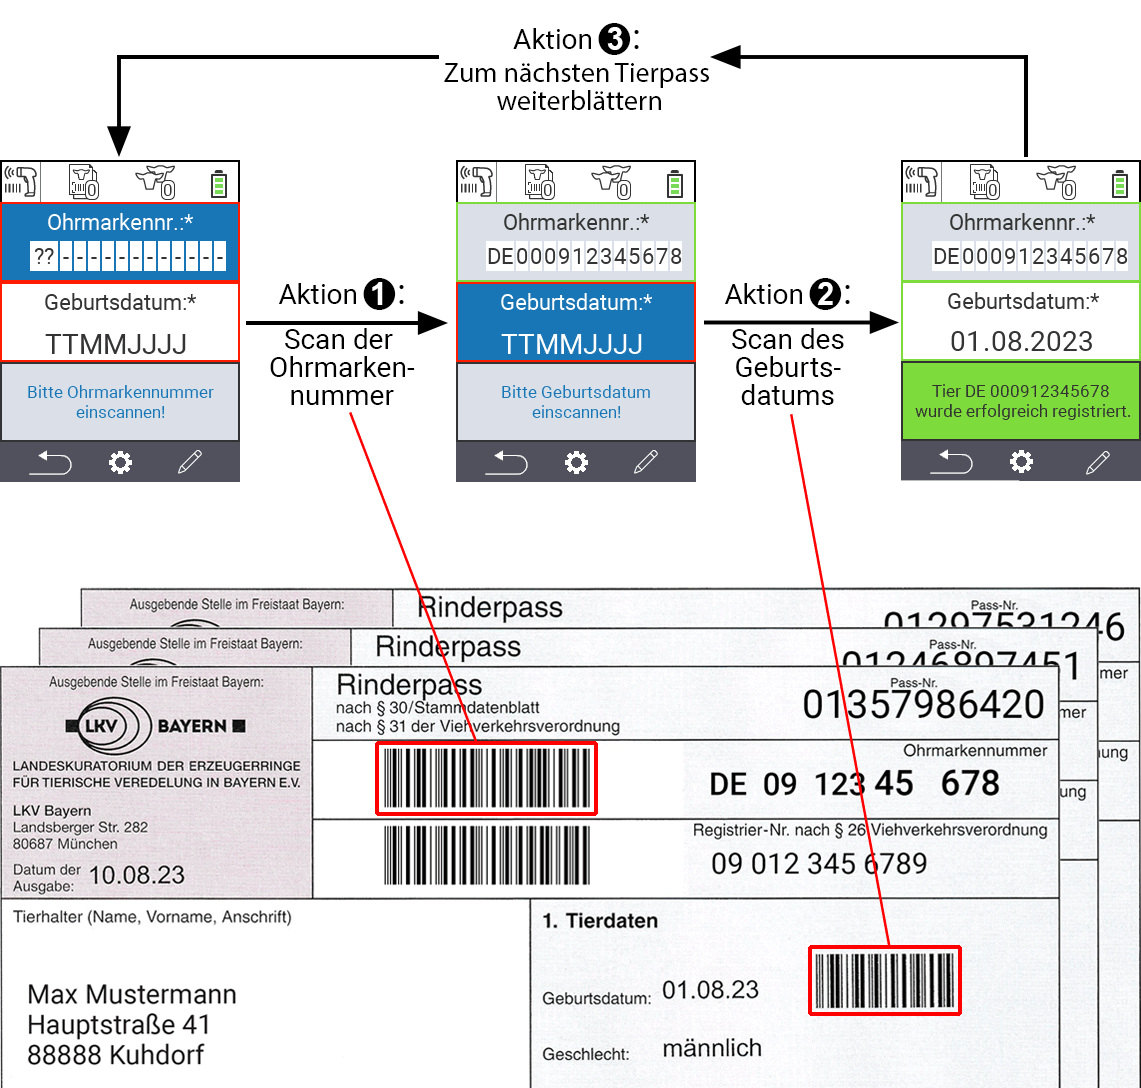 Aktion 3:
Zum nächsten Tierpass
weiterblättern
0 0
Ohrmarkennr.:*
??------------
Geburtsdatum:*
TTMMJJJJ
Bitte Ohrmarkennummer
einscannen!
Aktion 1:
Scan der
Ohrmarken-
nummer
0 0
Ohrmarkennr.:*
DE000912345678
Geburtsdatum:*
TTMMJJJJ
Bitte Geburtsdatum
einscannen!
Aktion 2:
Scan des
Geburts-
datums
0 0
Ohrmarkennr.:*
DE000912345678
Geburtsdatum:*
01.08.2023
Tier DE 000912345678
wurde erfolgreich registriert.
Ausgebende Stelle im Freistaat Bayern:
Rinderpass
Pass-Nr.
01297531246
Ausgebende Stelle im Freistaat Bayern:
Rinderpass
Pass-Nr.
01246897451
mer
ung
Ausgebende Stelle im Freistaat Bayern:
LKV BAYERN
LANDESKURATORIUM DER ERZEUGERRINGE
FÜR TIERISCHE VEREDELUNG IN BAYERN E.V.
LKV Bayern
Landsberger Str. 282
80687 München
Datum der
Ausgabe: 10.08.23
Rinderpass
nach § 30/Stammdatenblatt
nach § 31 der Viehverkehrsverordnung
Pass-Nr.
01357986420
mer
ung
Ohrmarkennummer
DE 09 123 45 678
Registrier-Nr. nach § 26 Viehverkehrsverordnung
09 012 345 6789
Tierhalter (Name, Vorname, Anschrift)
Max Mustermann
Hauptstraße 41
88888 Kuhdorf
1. Tierdaten
Geburtsdatum: 01.08.23
Geschlecht: männlich